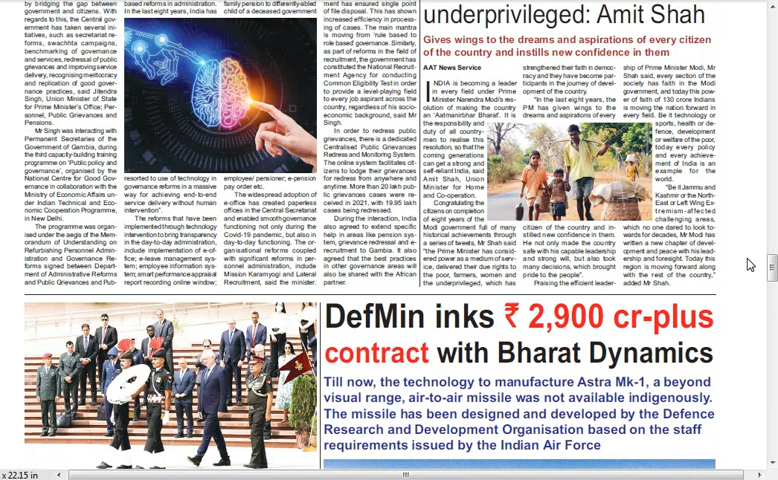 by bridging the gap between
government and citizens. With
regards to this, the Central gov-
ernment has taken several ini-
tiatives, such as secretariat re-
forms, swachhta campaigns,
benchmarking of governance
and services, redressal of public
grievances and improving service
delivery, recognising meritocracy
and replication of good gover-
nance practices, said Jitendra
Singh, Union Minister of State
for Prime Minister's Office; Per-
sonnel, Public Grievances and
Pensions.
Mr Singh was interacting with
Permanent Secretaries of the
Government of Gambia, during
the third capacity building training
programme on 'Public policy and
governance', organised by the
National Centre for Good Gov-
ernance in collaboration with the
Ministry of Economic Affairs un-
der Indian Technical and Eco-
nomic Cooperation Programme,
in New Delhi.
The programme was organ-
ised under the aegis of the Mem-
orandum of Understanding on
Refurbishing Personnel Admin-
istration and Governance Re-
forms signed between Depart-
ment of Administrative Reforms
and Public Grievances and Pub-
based reforms in administration.
In the last eight years, India has
resorted to use of technology in
governance reforms in a massive
way for achieving end-to-end
service delivery without human
intervention".
The reforms that have been
implemented through technology
intervention to bring transparency
in the day-to-day administration,
include implementation of e-of-
fice; e-leave management sys-
tem; employee information sys-
tem; smart performance appraisal
report recording online window;
family pension to differently-abled
child of a deceased government
employee/ pensioner; e-pension
pay order etc.
The widespread adoption of
e-office has created paperless
offices in the Central Secretariat
and enabled smooth governance
functioning not only during the
Covid-19 pandemic, but also in
day-to-day functioning. The or-
ganisational reforms coupled
with significant reforms in per-
sonnel administration, include
Mission Karamyogi and Lateral
Recruitment, said the minister.
ment has ensured single point
of file disposal. This has shown
increased efficiency in process-
ing of cases. The main mantra
is moving from 'rule based to
role based governance. Similarly,
as part of reforms in the field of
recruitment, the government has
constituted the National Recruit-
ment Agency for conducting
Common Eligibility Test in order
to provide a level-playing field
to every job aspirant across the
country, regardless of his socio-
economic background, said Mr
Singh.
In order to redress public
grievances, there is a dedicated
Centralised Public Grievances
Redress and Monitoring System.
The online system facilitates cit-
izens to lodge their grievances
for redress from anywhere and
anytime. More than 20 lakh pub-
lic grievances cases were re-
ceived in 2021, with 19.95 lakh
cases being redressed.
During the interaction, India
also agreed to extend specific
help in areas like pension sys-
tem, grievance redressal and e-
recruitment to Gambia. It also
agreed that the best practices
in other governance areas will
also be shared with the African
partner.
underprivileged: Amit Shah
Gives wings to the dreams and aspirations of every citizen
of the country and instills new confidence in them
AAT News Service
INDIA is becoming a leader
in every field under Prime
Minister Narendra Modi's res-
olution of making the country
an 'Aatmanirbhar Bharat'. It is
the responsibility and
duty of all country-
men to realise this
resolution, so that the
coming generations
can get a strong and
self-reliant India, said
Amit Shah, Union
Minister for Home
and Co-operation.
Congratulating the
citizens on completion
of eight years of the
Modi government full of many
historical achievements through
a series of tweets, Mr Shah said
"the Prime Minister has consid-
ered power as a medium of serv-
ice, delivered their due rights to
the poor, farmers, women and
the underprivileged, which has
strengthened their faith in democ-
racy and they have become par-
ticipants in the journey of devel-
opment of the country.
"In the last eight years, the
PM has given wings to the
dreams and aspirations of every
citizen of the country and in-
stilled new confidence in them.
He not only made the country
safe with his capable leadership
and strong will, but also took
many decisions, which brought
pride to the people".
Praising the efficient leader-
ship of Prime Minister Modi, Mr
Shah said, every section of the
society has faith in the Modi
government, and today this pow-
er of faith of 130 crore Indians
is moving the nation forward in
every field. Be it technology or
sports, health or de-
fence, development
or welfare of the poor,
today every policy
and every achieve-
ment of India is an
example for the
world.
"Be it Jammu and
Kashmir or the North-
East or Left Wing Ex-
tremism-affected
challenging areas,
which no one dared to look to-
wards for decades, Mr Modi has
written a new chapter of devel-
opment and peace with his lead-
ership and foresight. Today this
region is moving forward along
with the rest of the country,"
added Mr Shah.
DefMin inks ₹ 2,900 cr-plus
contract with Bharat Dynamics
Till now, the technology to manufacture Astra Mk-1, a beyond
visual range, air-to-air missile was not available indigenously.
The missile has been designed and developed by the Defence
Research and Development Organisation based on the staff
requirements issued by the Indian Air Force
x 22.15 in